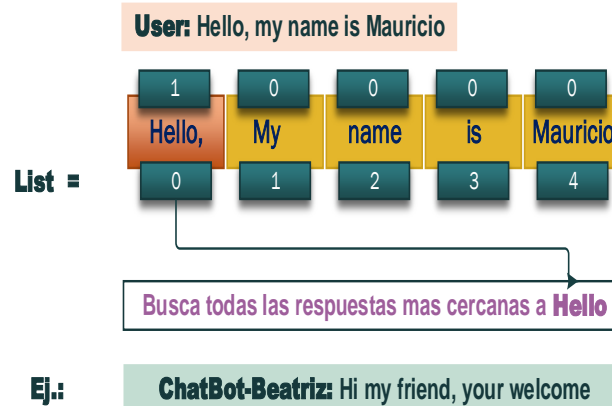 User: Hello, my name is Mauricio
1 0 0 0 0
Hello, My name is Mauricio
List =
0 1 2 3 4
Busca todas las respuestas mas cercanas a Hello
Ej.: ChatBot-Beatriz: Hi my friend, your welcome